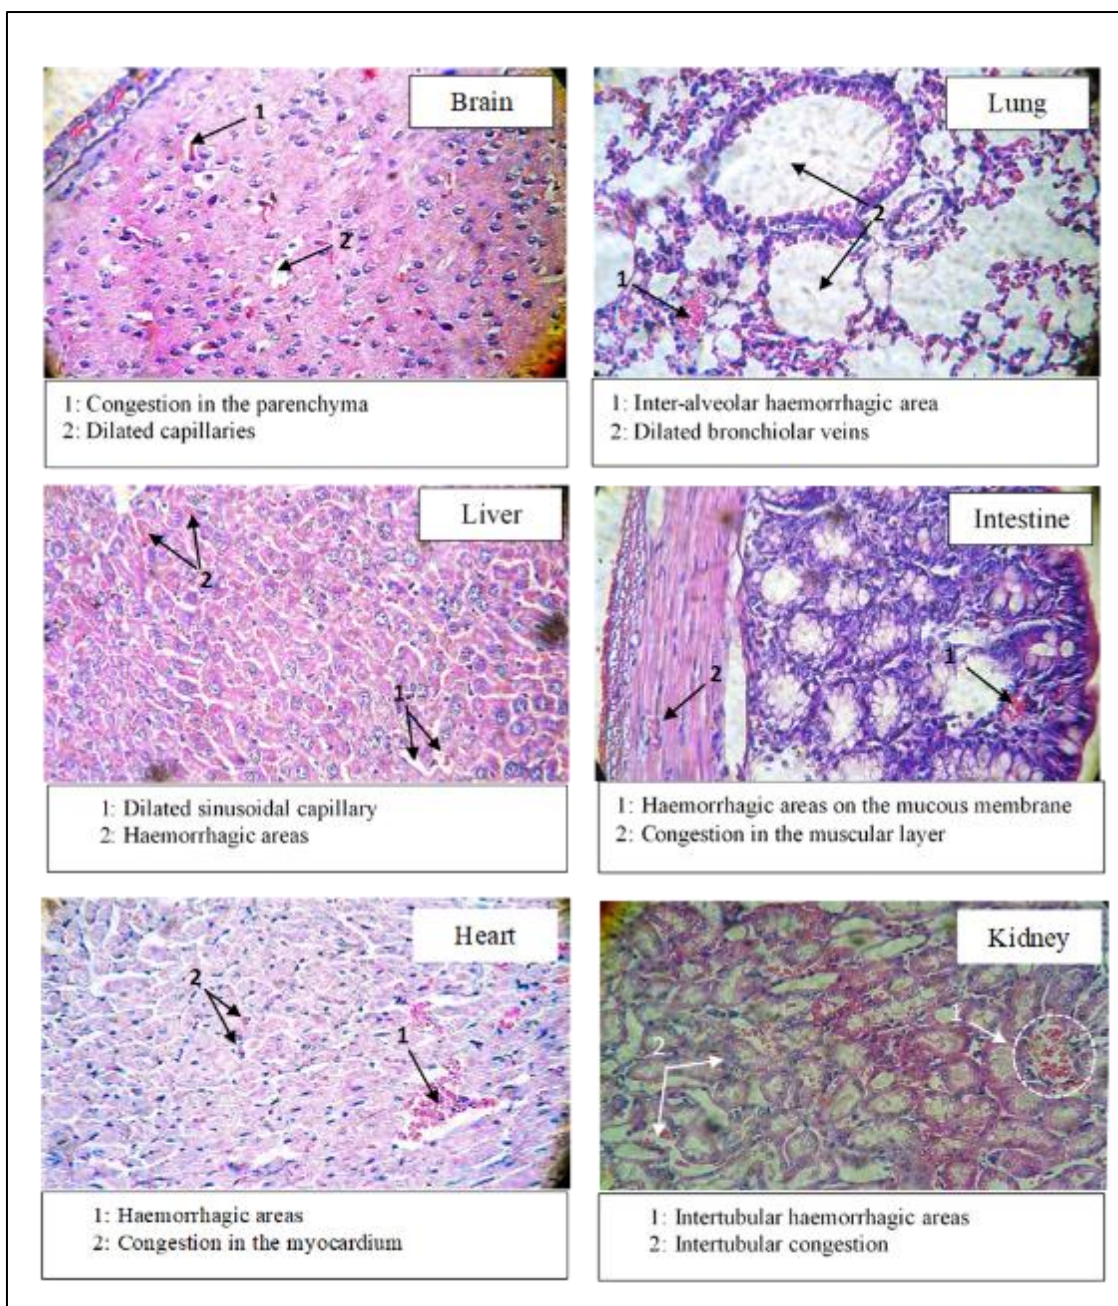 Brain
1
2
1: Congestion in the parenchyma
2: Dilated capillaries
Lung
2
1
1: Inter-alveolar haemorrhagic area
2: Dilated bronchiolar veins
Liver
2
1
1: Dilated sinusoidal capillary
2: Haemorrhagic areas
Intestine
1
2
1: Haemorrhagic areas on the mucous membrane
2: Congestion in the muscular layer
Heart
2
1
1: Haemorrhagic areas
2: Congestion in the myocardium
Kidney
1
2
1: Intertubular haemorrhagic areas
2: Intertubular congestion